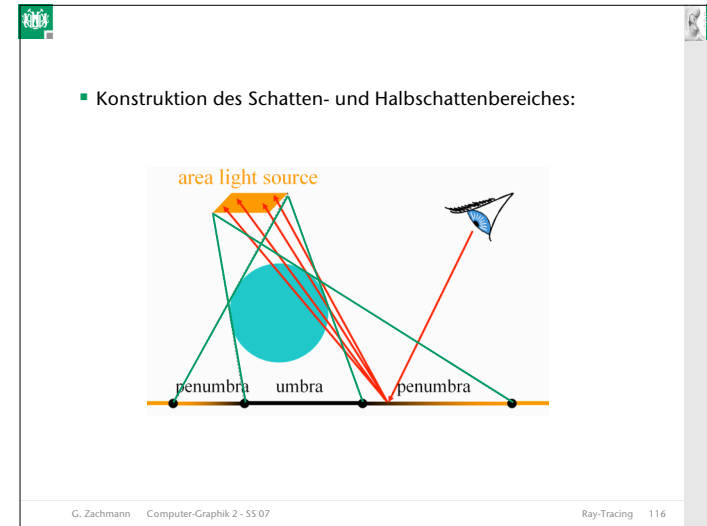 Konstruktion des Schatten- und Halbschattenbereiches:
area light source
penumbra umbra penumbra
G. Zachmann Computer-Graphik 2 - SS 07 Ray-Tracing 116